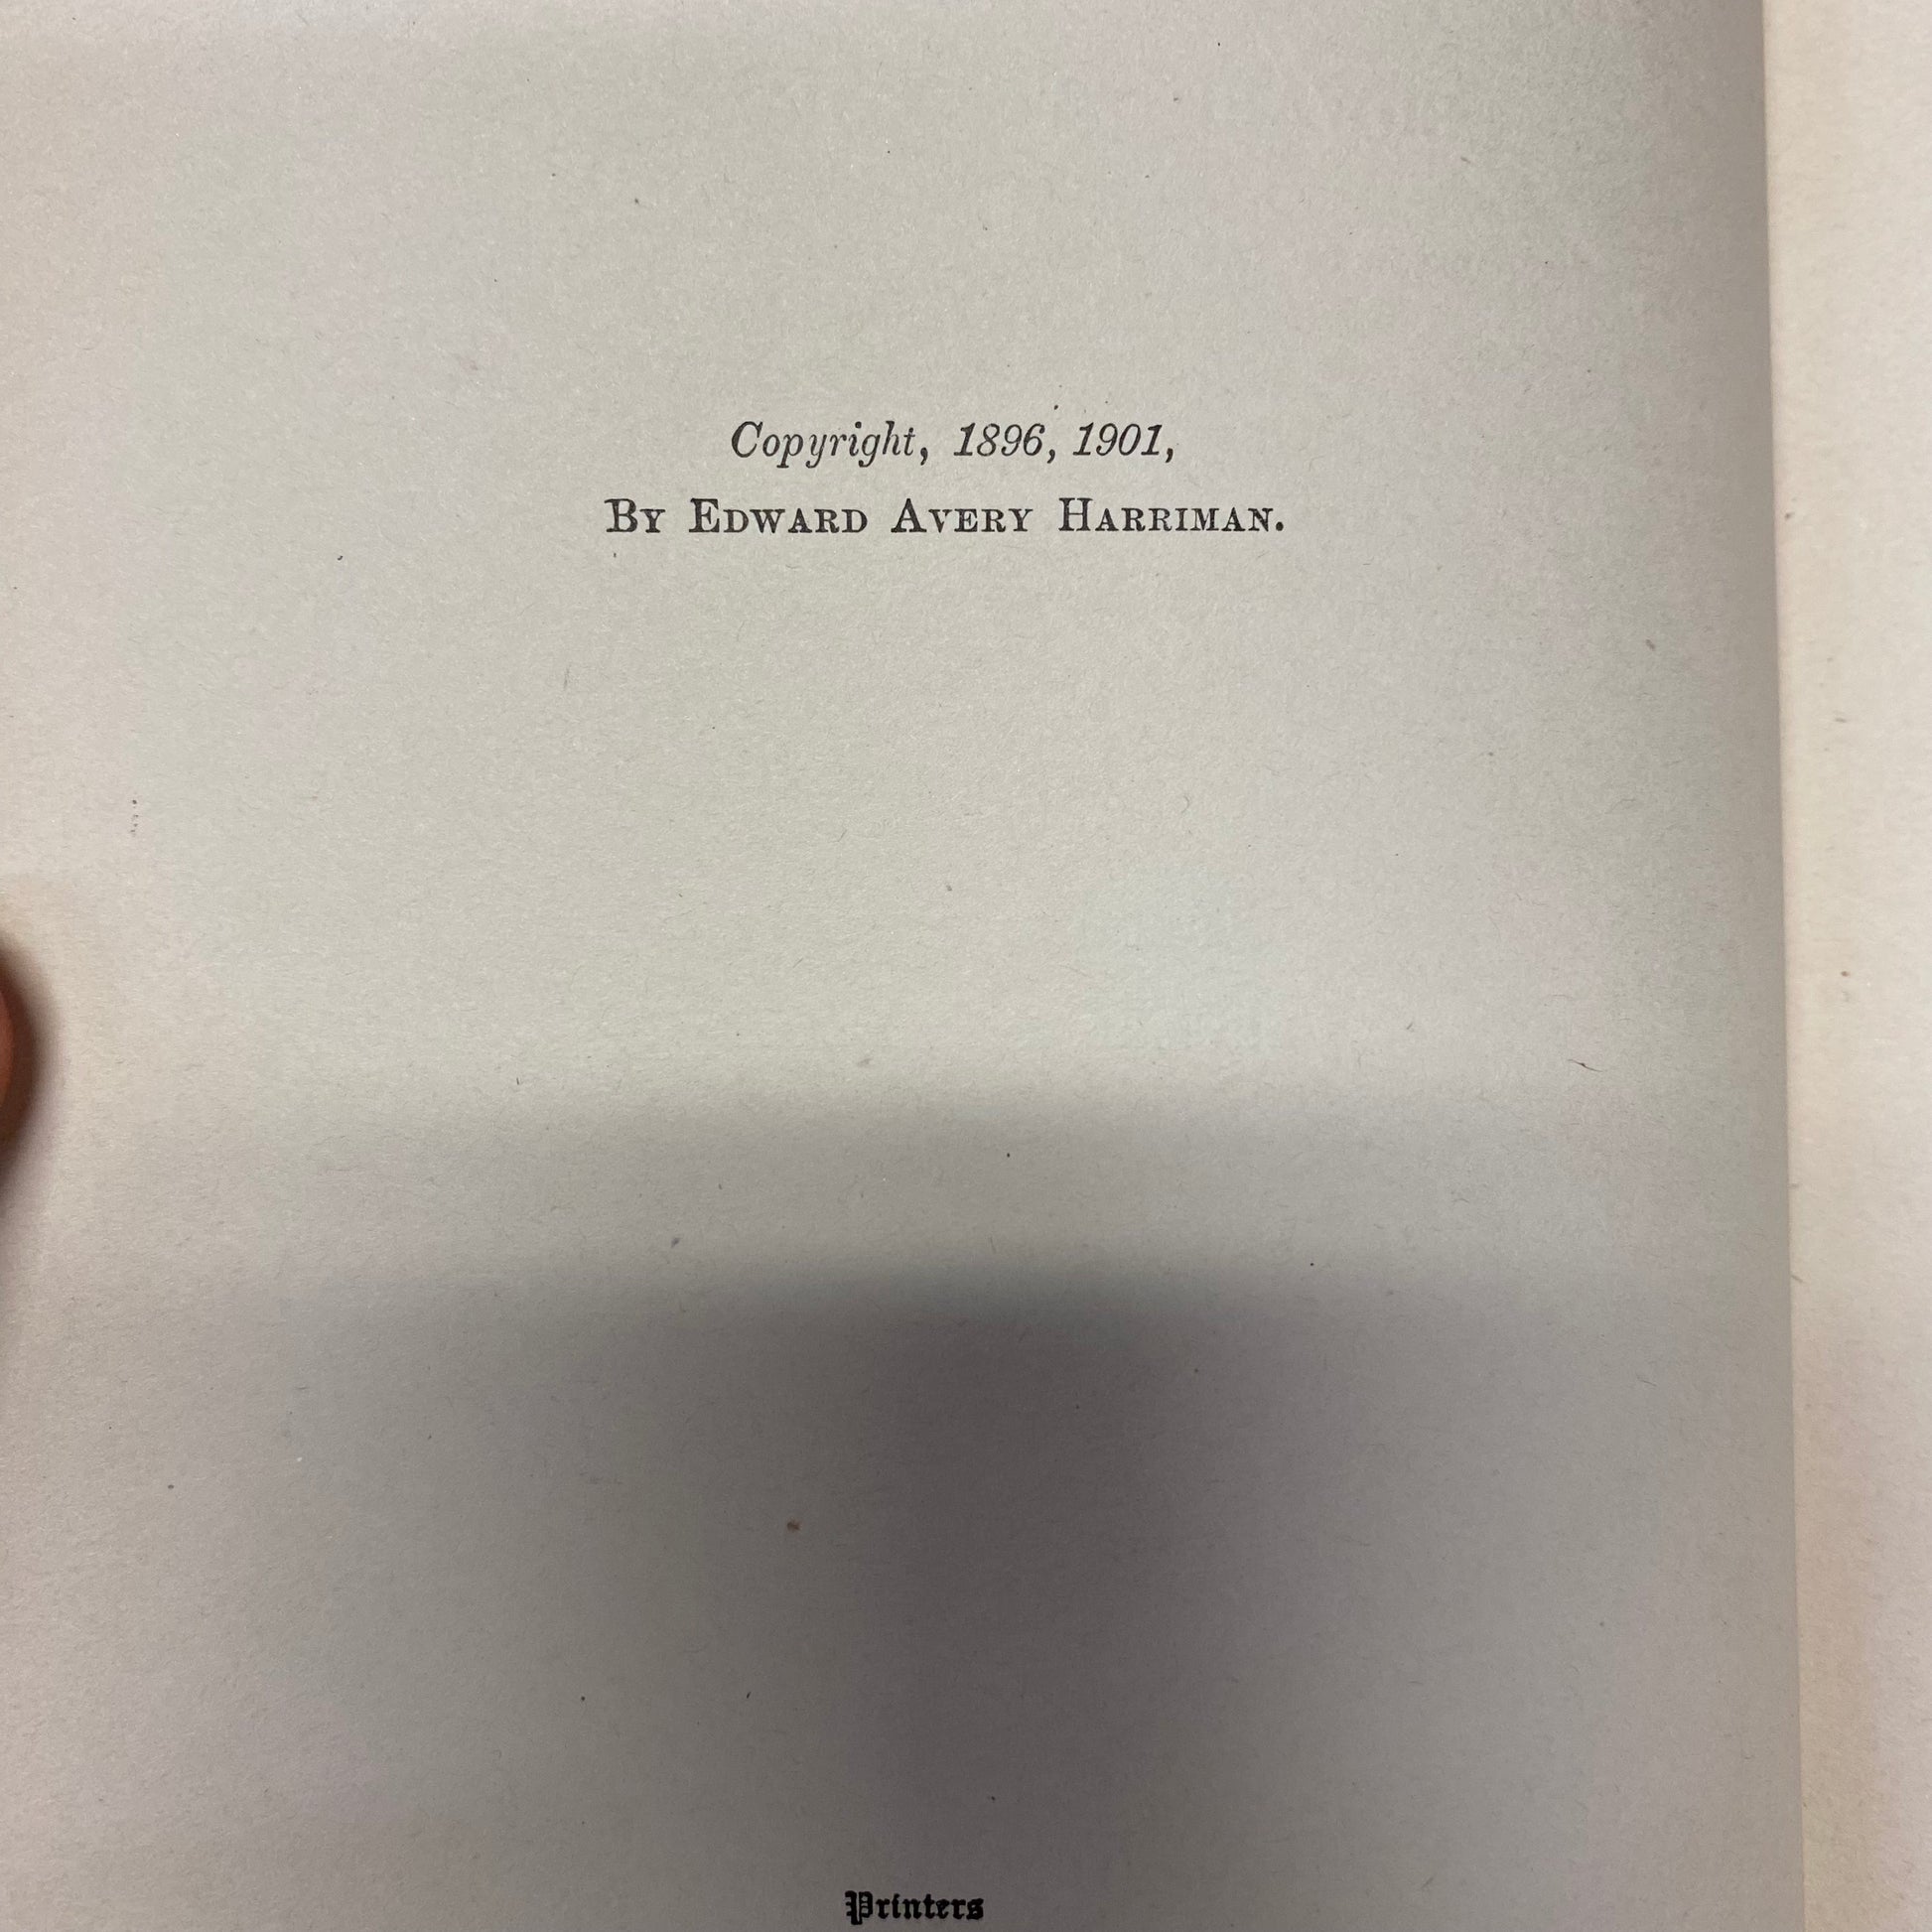 Copyright, 1896, 1901,
By Edward Avery Harriman.
Printers